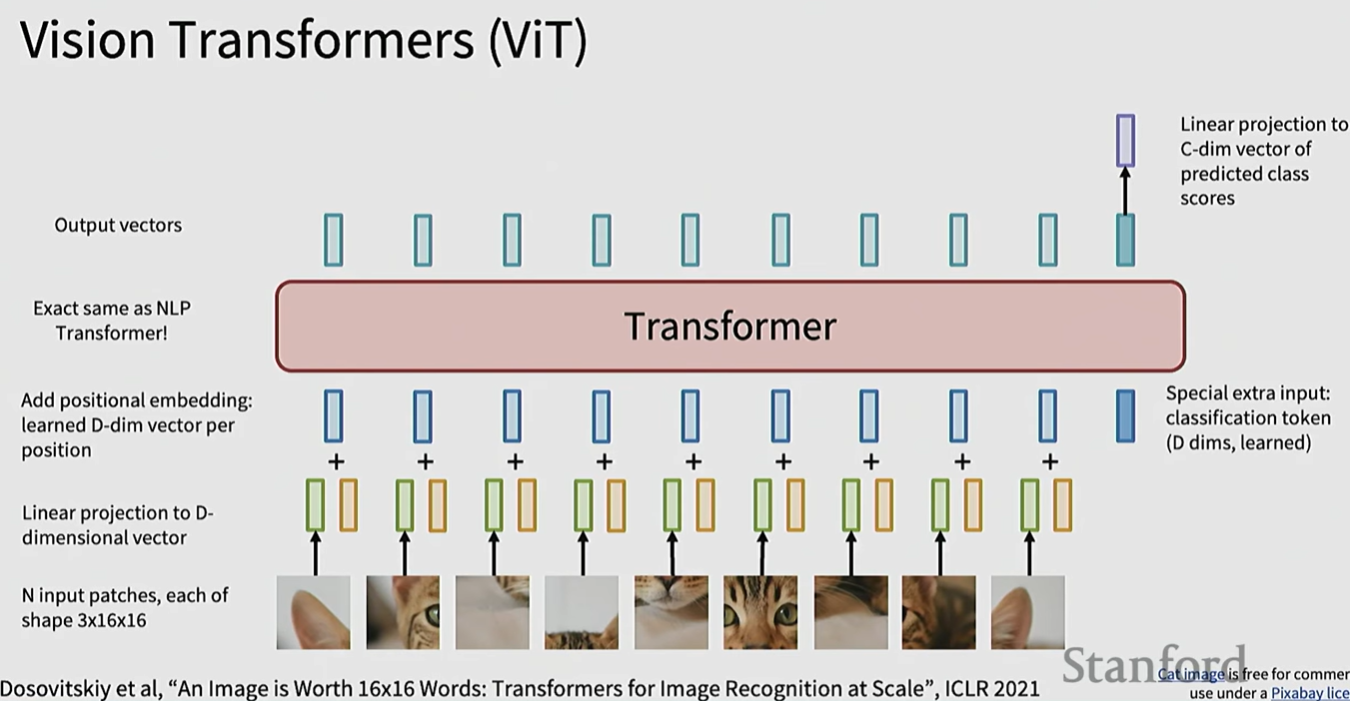 Vision Transformers (ViT)
Linear projection to
C-dim vector of
predicted class
scores
Output vectors
Exact same as NLP
Transformer!
Transformer
Add positional embedding:
learned D-dim vector per
position
Special extra input:
classification token
(D dims, learned)
+ + + + + + + + +
Linear projection to D-
dimensional vector
N input patches, each of
shape 3x16x16
Stanford
Cat image is free for commer
use under a Pixabay lice
Dosovitskiy et al, “An Image is Worth 16x16 Words: Transformers for Image Recognition at Scale”, ICLR 2021